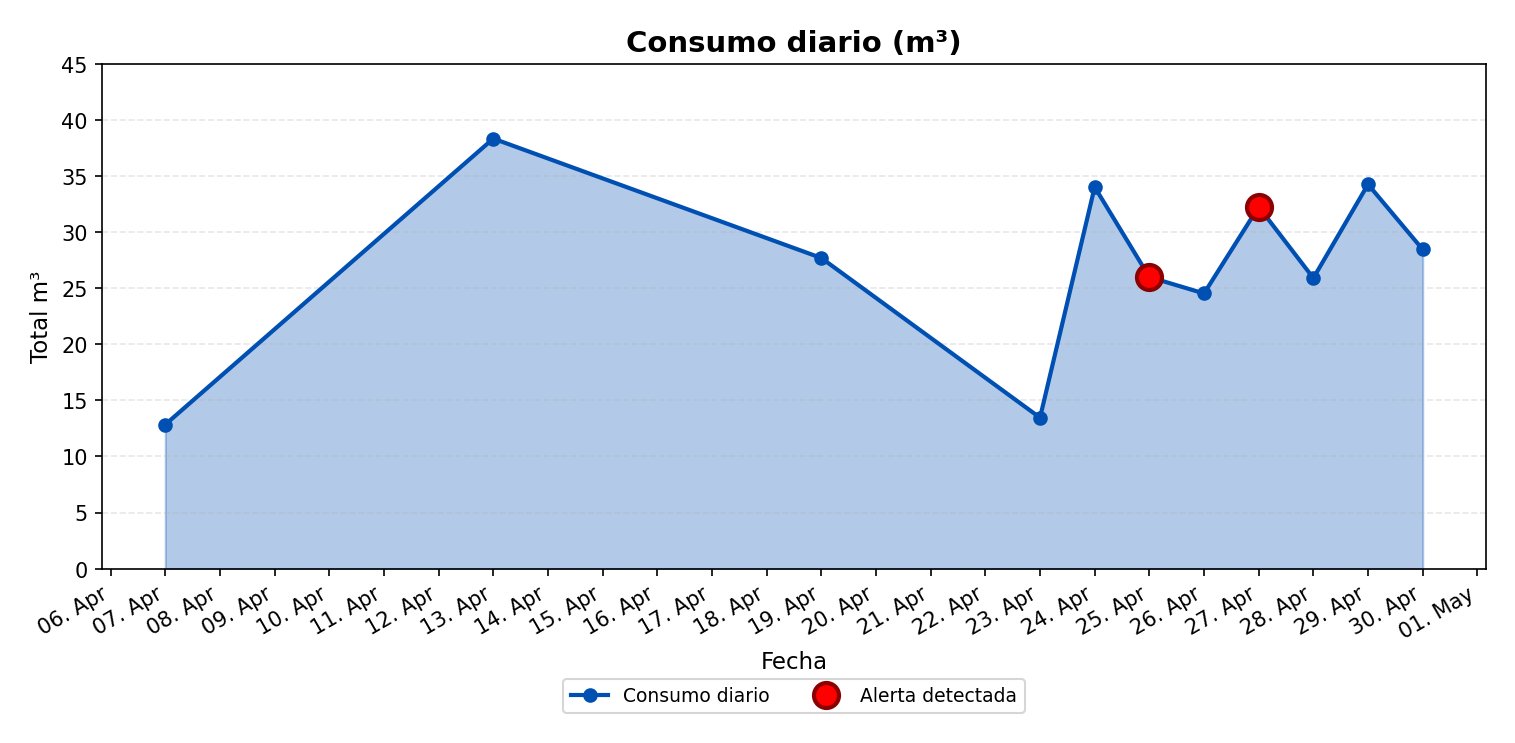 Consumo diario (m³)
45
40
35
30
25
20
15
10
5
0
Total m³
06. Apr
07. Apr
08. Apr
09. Apr
10. Apr
11. Apr
12. Apr
13. Apr
14. Apr
15. Apr
16. Apr
17. Apr
18. Apr
19. Apr
20. Apr
21. Apr
22. Apr
23. Apr
24. Apr
25. Apr
26. Apr
27. Apr
28. Apr
29. Apr
30. Apr
01. May
Fecha
Consumo diario
Alerta detectada